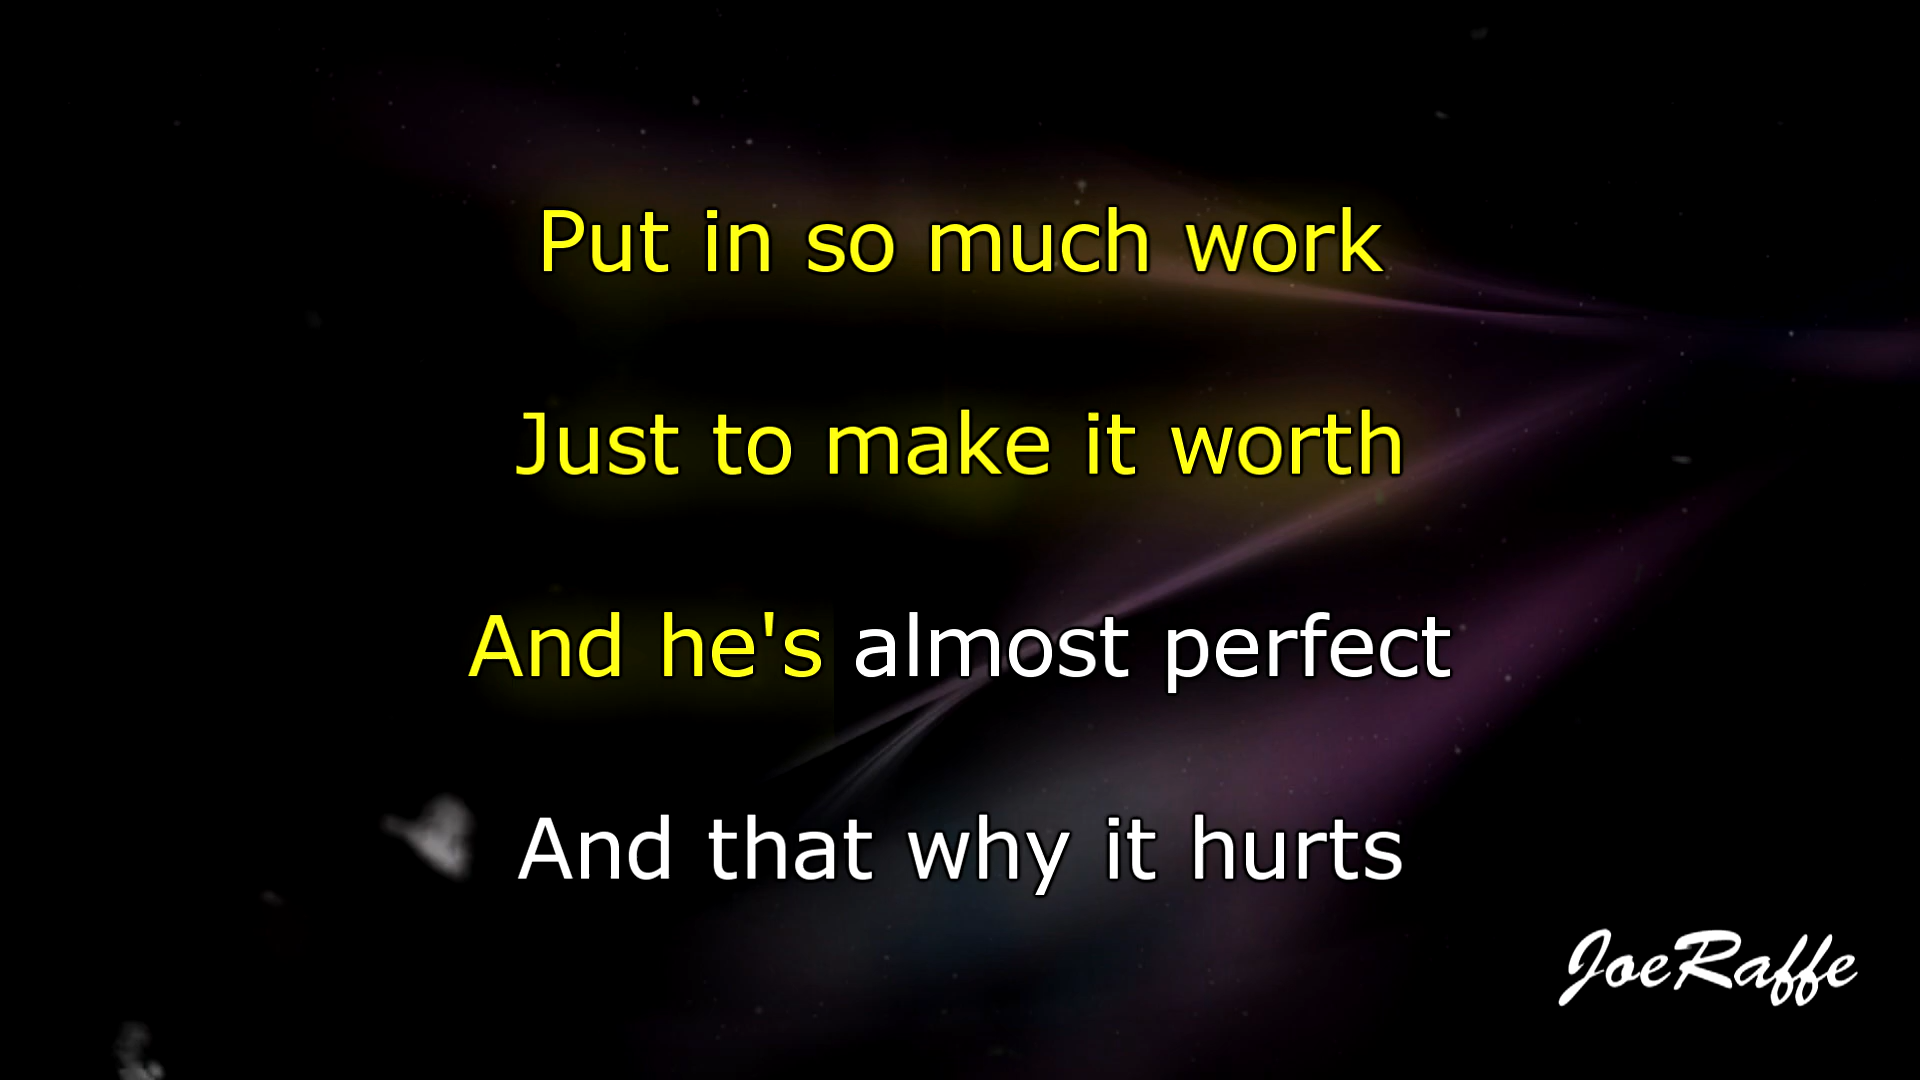 Put in so much work
Just to make it worth
And he's almost perfect
And that why it hurts
JoeRaffe